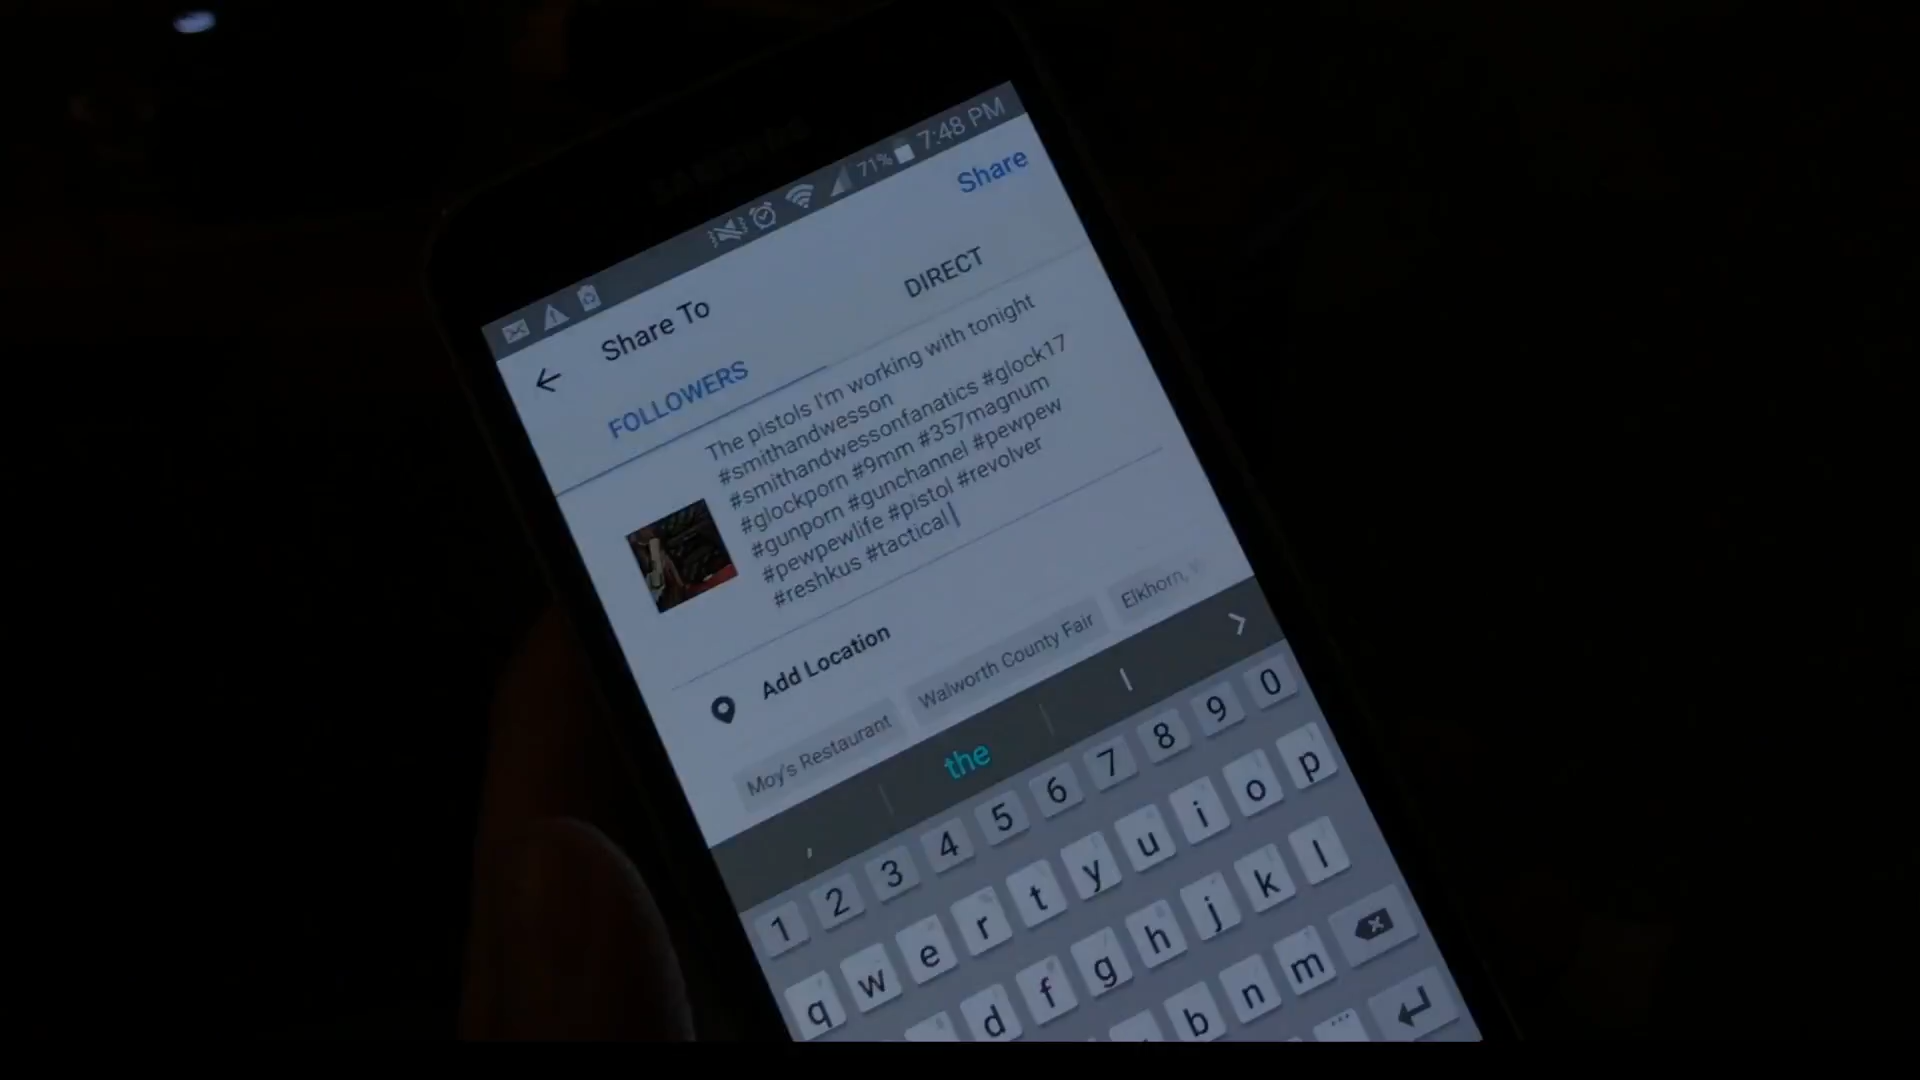 71% 7:48 PM
Share To
Share
FOLLOWERS
DIRECT
The pistols I'm working with tonight
#smithandwesson
#smithandwessonfanatics #glock17
#glockporn #9mm #357magnum
#gunporn #gunchannel #pewpew
#pewpewlife #pistol #revolver
#reshkus #tactical
Add Location
Moy's Restaurant
Walworth County Fair
Elkhorn,
, the I
1 2 3 4 5 6 7 8 9 0
q w e r t y u i o p
d f g h j k l
b n m